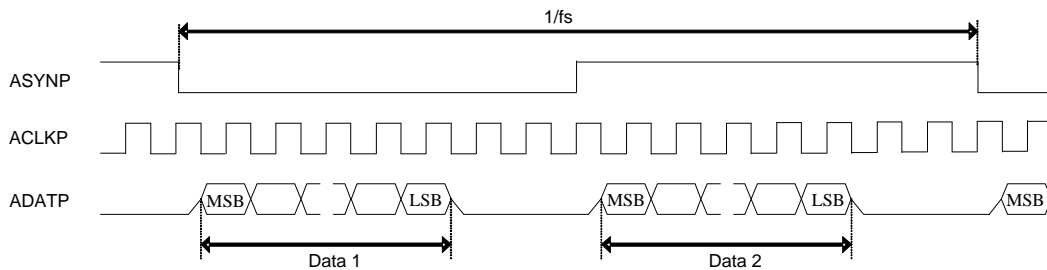 1/fs
ASYNP
ACLKP
ADATP
MSB
LSB
MSB
LSB
MSB
Data 1
Data 2